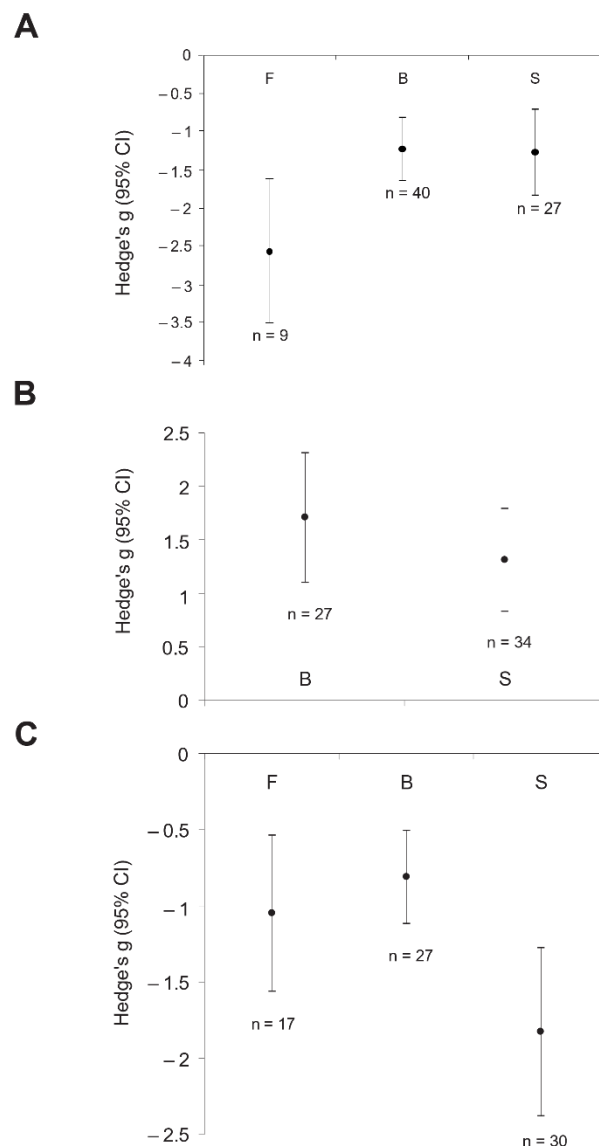 A
0
F B S
−0.5
−1
−1.5
n = 40
−2
n = 27
−2.5
−3
−3.5
n = 9
−4
Hedge's g (95% CI)
B
2.5
2
1.5
1
n = 27
0.5
n = 34
B S
0
Hedge's g (95% CI)
C
0
F B S
−0.5
−1
n = 27
−1.5
n = 17
−2
−2.5
n = 30
Hedge's g (95% CI)